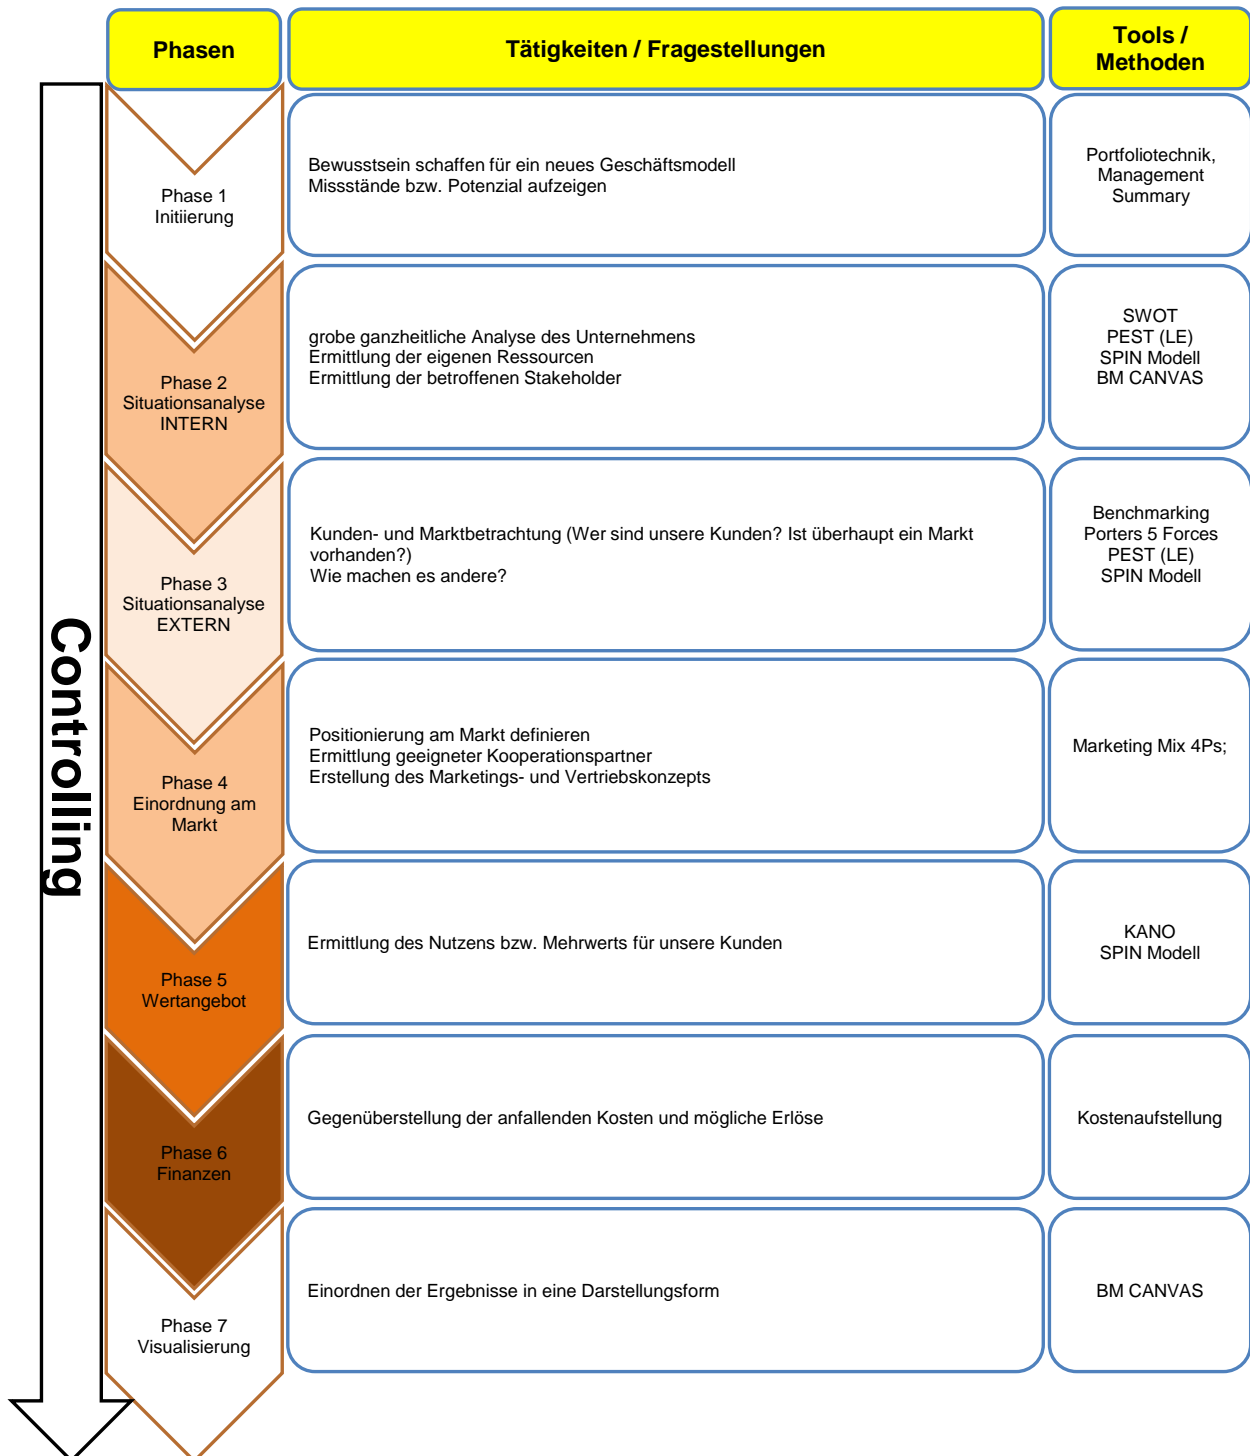 Phasen
Tätigkeiten / Fragestellungen
Tools /
Methoden
Controlling
Phase 1
Initiierung
Bewusstsein schaffen für ein neues Geschäftsmodell
Missstände bzw. Potenzial aufzeigen
Portfoliotechnik,
Management
Summary
Phase 2
Situationsanalyse
INTERN
grobe ganzheitliche Analyse des Unternehmens
Ermittlung der eigenen Ressourcen
Ermittlung der betroffenen Stakeholder
SWOT
PEST (LE)
SPIN Modell
BM CANVAS
Phase 3
Situationsanalyse
EXTERN
Kunden- und Marktbetrachtung (Wer sind unsere Kunden? Ist überhaupt ein Markt
vorhanden?)
Wie machen es andere?
Benchmarking
Porters 5 Forces
PEST (LE)
SPIN Modell
Phase 4
Einordnung am
Markt
Positionierung am Markt definieren
Ermittlung geeigneter Kooperationspartner
Erstellung des Marketings- und Vertriebskonzepts
Marketing Mix 4Ps;
Phase 5
Wertangebot
Ermittlung des Nutzens bzw. Mehrwerts für unsere Kunden
KANO
SPIN Modell
Phase 6
Finanzen
Gegenüberstellung der anfallenden Kosten und mögliche Erlöse
Kostenaufstellung
Phase 7
Visualisierung
Einordnen der Ergebnisse in eine Darstellungsform
BM CANVAS